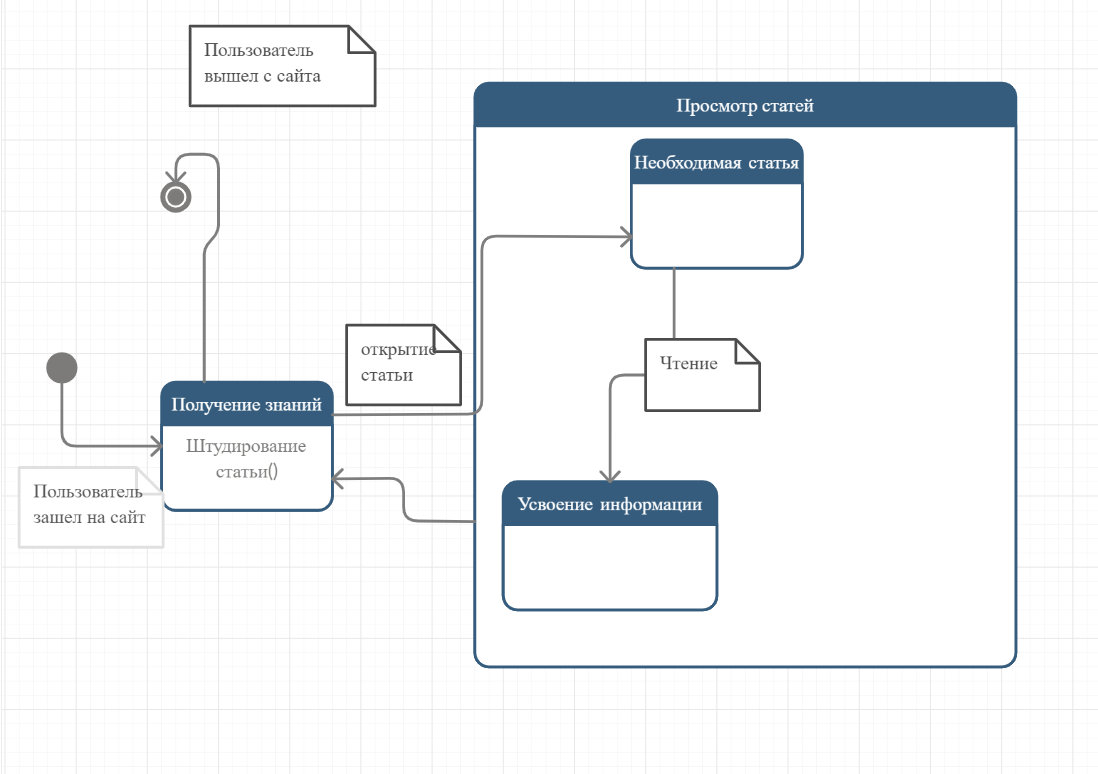 Пользователь
вышел с сайта
Просмотр статей
Необходимая статья
открытие
статьи
Чтение
Получение знаний
Штудирование
статьи()
Пользователь
зашел на сайт
Усвоение информации